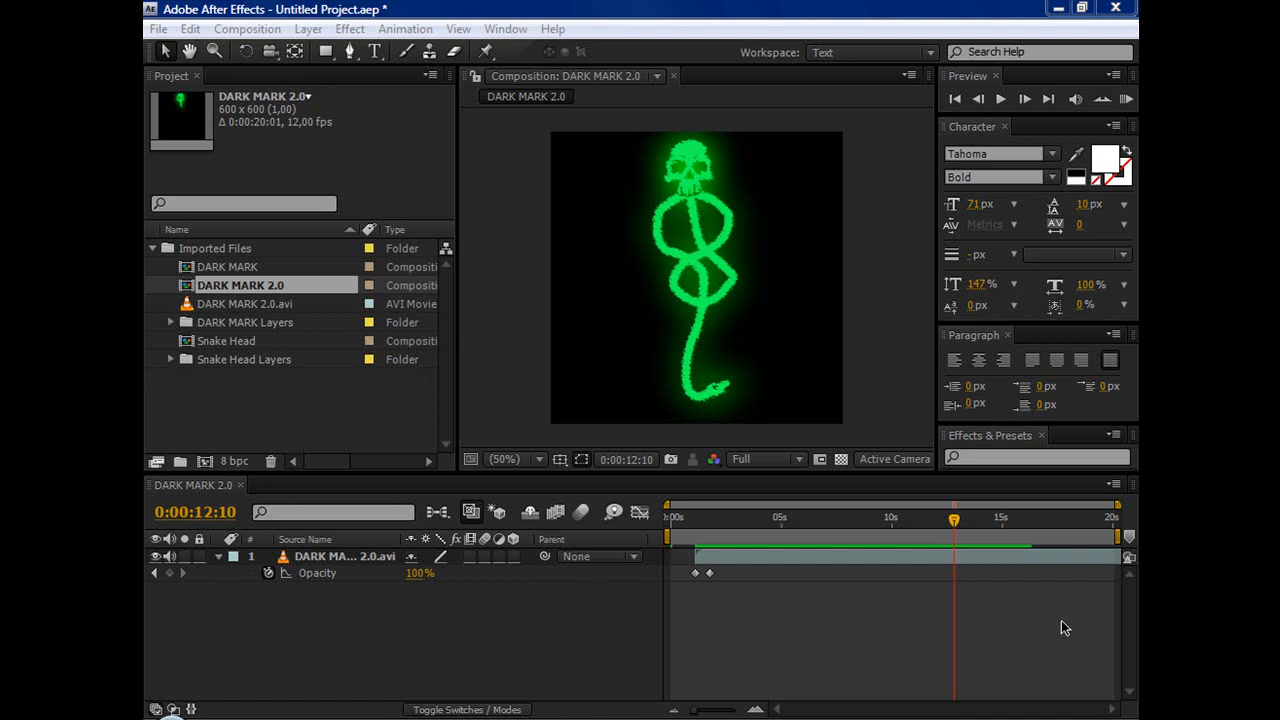 Adobe After Effects - Untitled Project.aep *
File Edit Composition Layer Effect Animation View Window Help
Workspace: Text Search Help
Project
DARK MARK 2.0
600 x 600 (1,00)
Δ 0:00:20:01, 12,00 fps
Name Type
Imported Files Folder
DARK MARK Compositi
DARK MARK 2.0 Compositi
DARK MARK 2.0.avi AVI Movie
DARK MARK Layers Folder
Snake Head Compositi
Snake Head Layers Folder
8 bpc
Composition: DARK MARK 2.0
DARK MARK 2.0
(50%) 0:00:12:10 Full Active Camera
Preview
Character
Tahoma
Bold
71 px 10 px
Metrics 0
- px
147 % 100 %
0 px 0 %
Paragraph
0 px 0 px 0 px
0 px 0 px
Effects & Presets
DARK MARK 2.0
0:00:12:10
:00s 05s 10s 15s 20s
# Source Name Parent
1 DARK MA... 2.0.avi None
Opacity 100%
Toggle Switches / Modes